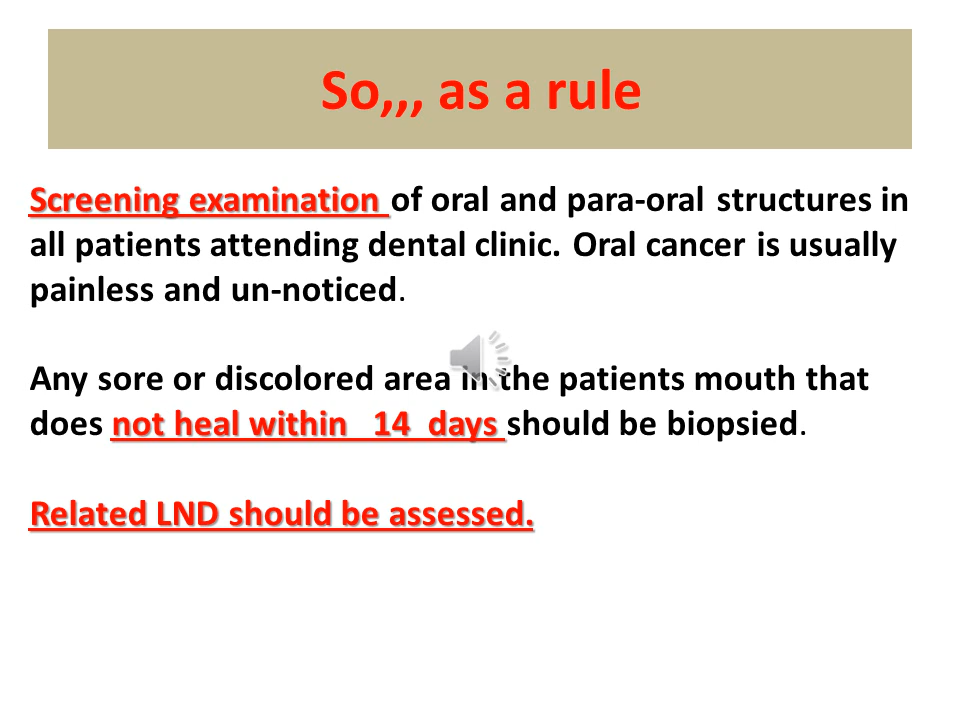 So,,, as a rule
Screening examination of oral and para-oral structures in
all patients attending dental clinic. Oral cancer is usually
painless and un-noticed.
Any sore or discolored area in the patients mouth that
does not heal within 14 days should be biopsied.
Related LND should be assessed.